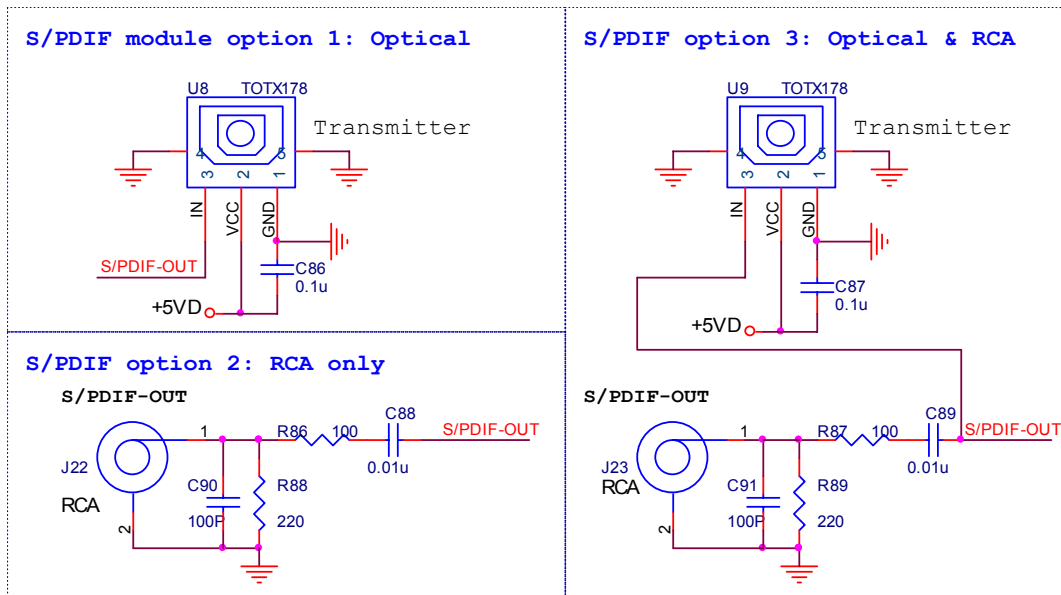 S/PDIF module option 1: Optical
U8 TOTX178
Transmitter
4 5
3 2 1
IN VCC GND
S/PDIF-OUT
C86
0.1u
+5VD
S/PDIF option 2: RCA only
S/PDIF-OUT
1 R86 100 C88 S/PDIF-OUT
0.01u
J22
RCA
2
C90
100P
R88
220
S/PDIF option 3: Optical & RCA
U9 TOTX178
Transmitter
4 5
3 2 1
IN VCC GND
C87
0.1u
+5VD
S/PDIF-OUT
1 R87 100 C89 S/PDIF-OUT
0.01u
J23
RCA
2
C91
100P
R89
220